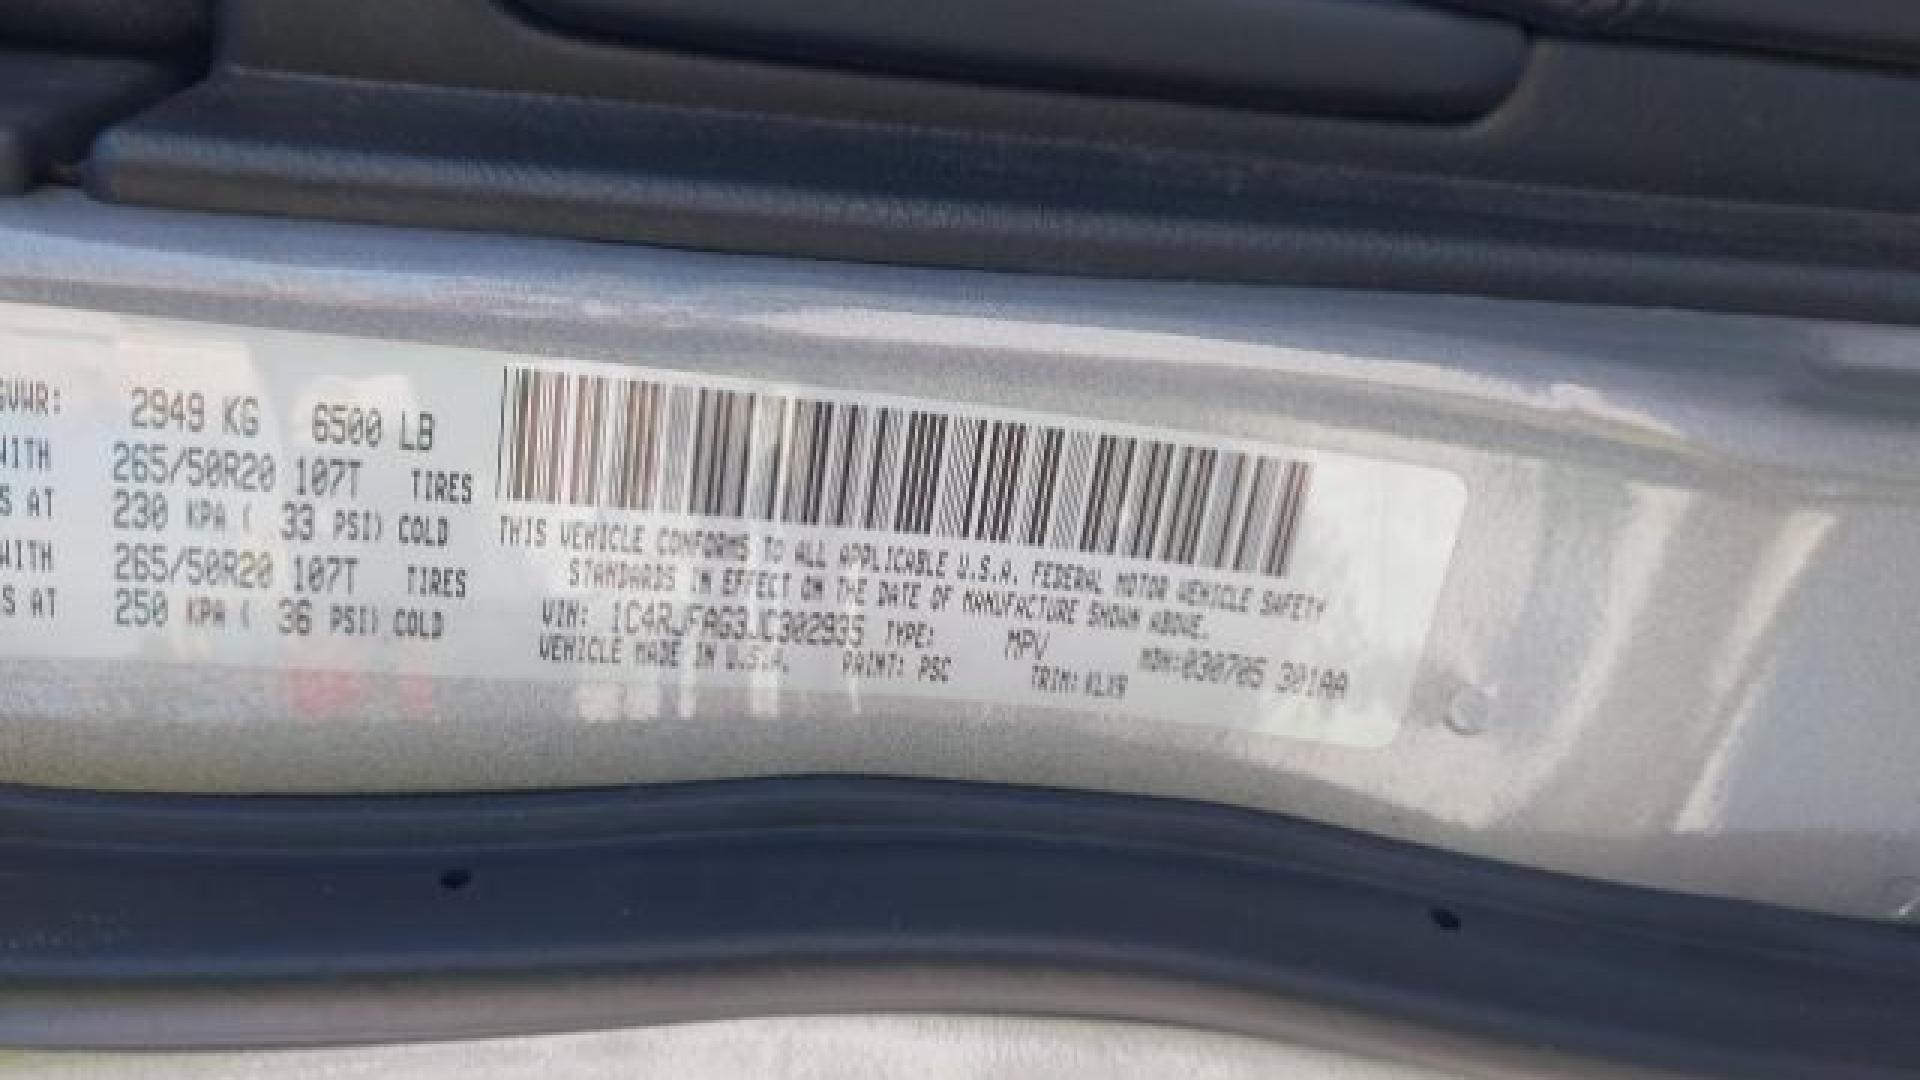 GVWR: 2949 KG 6500 LB
WITH 265/50R20 107T TIRES
S AT 230 KPA ( 33 PSI) COLD
WITH 265/50R20 107T TIRES
S AT 250 KPA ( 36 PSI) COLD
THIS VEHICLE CONFORMS TO ALL APPLICABLE U.S.A. FEDERAL MOTOR VEHICLE SAFETY
STANDARDS IN EFFECT ON THE DATE OF MANUFACTURE SHOWN ABOVE.
VIN: 1C4RJFAG3JC302935 TYPE: MPV MDH:030705 301AA
VEHICLE MADE IN U.S.A. PAINT: PSC TRIM: KLX9